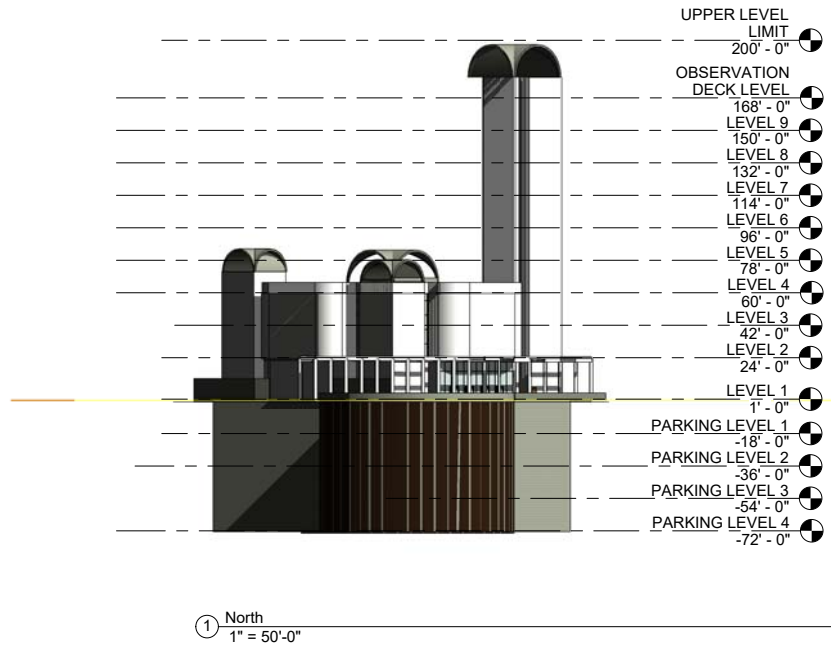 UPPER LEVEL
LIMIT
200' - 0"
OBSERVATION
DECK LEVEL
168' - 0"
LEVEL 9
150' - 0"
LEVEL 8
132' - 0"
LEVEL 7
114' - 0"
LEVEL 6
96' - 0"
LEVEL 5
78' - 0"
LEVEL 4
60' - 0"
LEVEL 3
42' - 0"
LEVEL 2
24' - 0"
LEVEL 1
1' - 0"
PARKING LEVEL 1
-18' - 0"
PARKING LEVEL 2
-36' - 0"
PARKING LEVEL 3
-54' - 0"
PARKING LEVEL 4
-72' - 0"
1 North
1" = 50'-0"